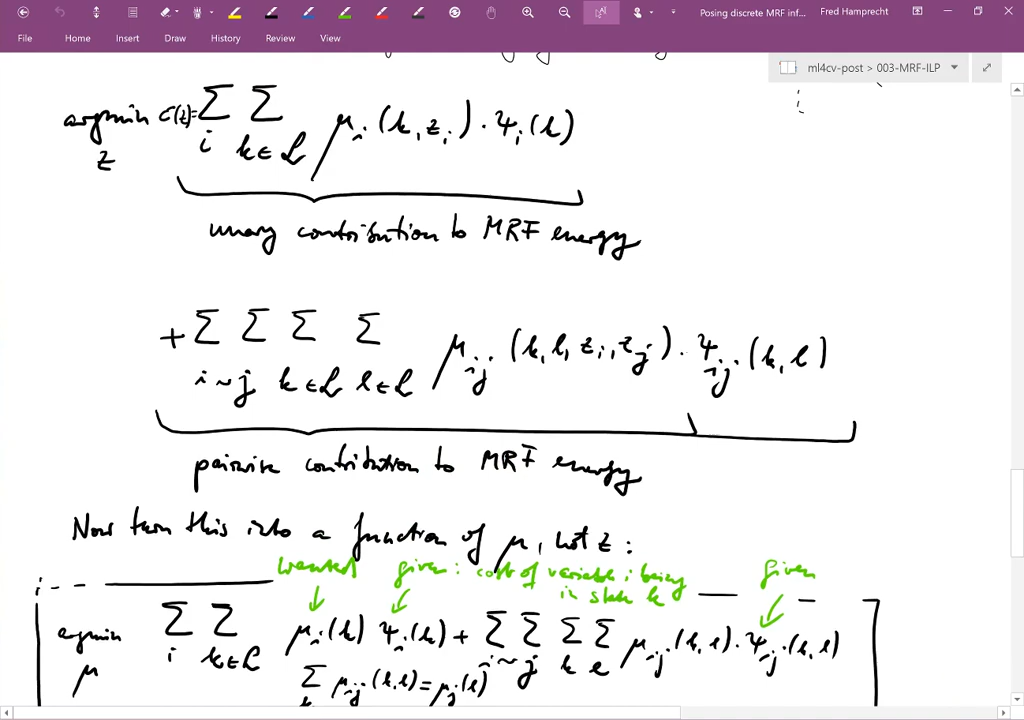 Posing discrete MRF inf... Fred Hamprecht
File Home Insert Draw History Review View
ml4cv-post > 003-MRF-ILP
argmin ε(z)= Σ Σ μ_i(k, z_i) · Ψ_i(k)
z i k∈ℒ
unary contribution to MRF energy
+ Σ Σ Σ Σ μ_ij(k, l, z_i, z_j) · Ψ_ij(k, l)
i~j k∈ℒ l∈ℒ
pairwise contribution to MRF energy
Now turn this into a function of μ, not z:
wanted given: cost of variable i being given
in state k
argmin Σ Σ μ_i(k) Ψ_i(k) + Σ Σ Σ Σ μ_ij(k, l) · Ψ_ij(k, l)
μ i k∈ℒ i~j k l
Σ μ_ij(k, l) = μ_j(l)